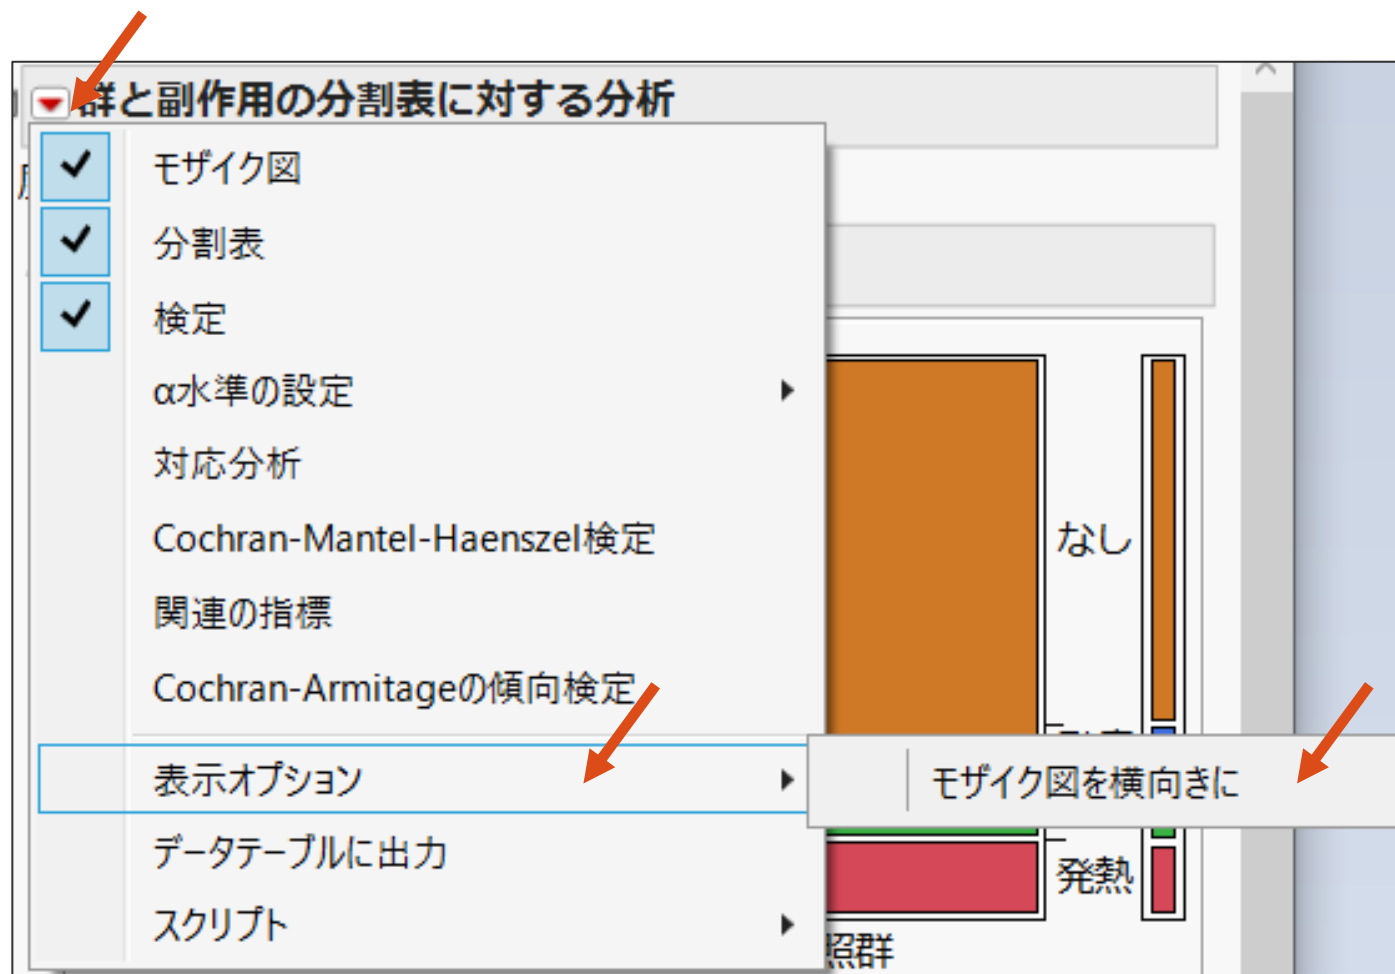 群と副作用の分割表に対する分析
モザイク図
分割表
検定
α水準の設定
対応分析
Cochran-Mantel-Haenszel検定
関連の指標
Cochran-Armitageの傾向検定
表示オプション
モザイク図を横向きに
データテーブルに出力
スクリプト
なし
発熱
照群